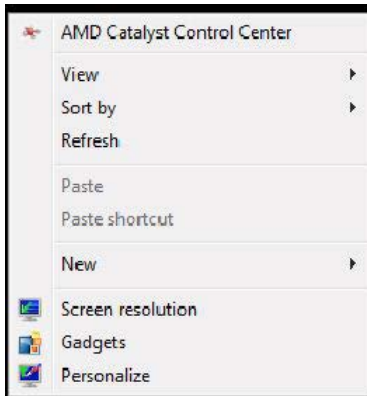 AMD Catalyst Control Center
View
Sort by
Refresh
Paste
Paste shortcut
New
Screen resolution
Gadgets
Personalize